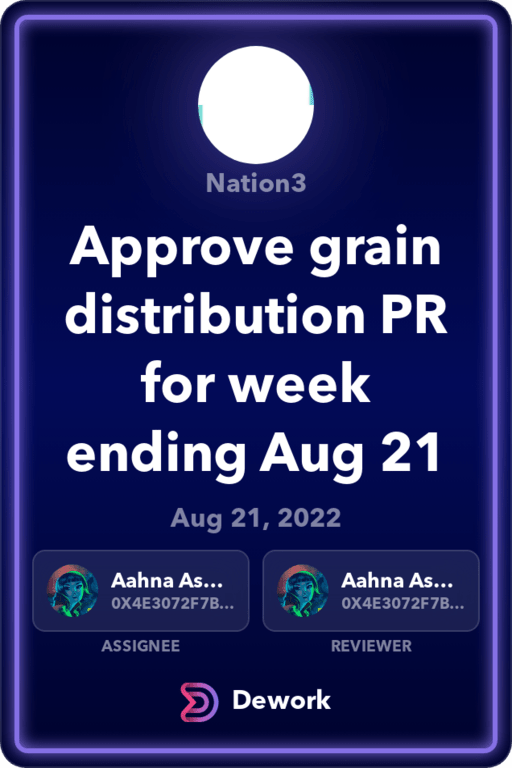 Nation3
Approve grain
distribution PR
for week
ending Aug 21
Aug 21, 2022
Aahna As...
0X4E3072F7B...
ASSIGNEE
Aahna As...
0X4E3072F7B...
REVIEWER
Dework